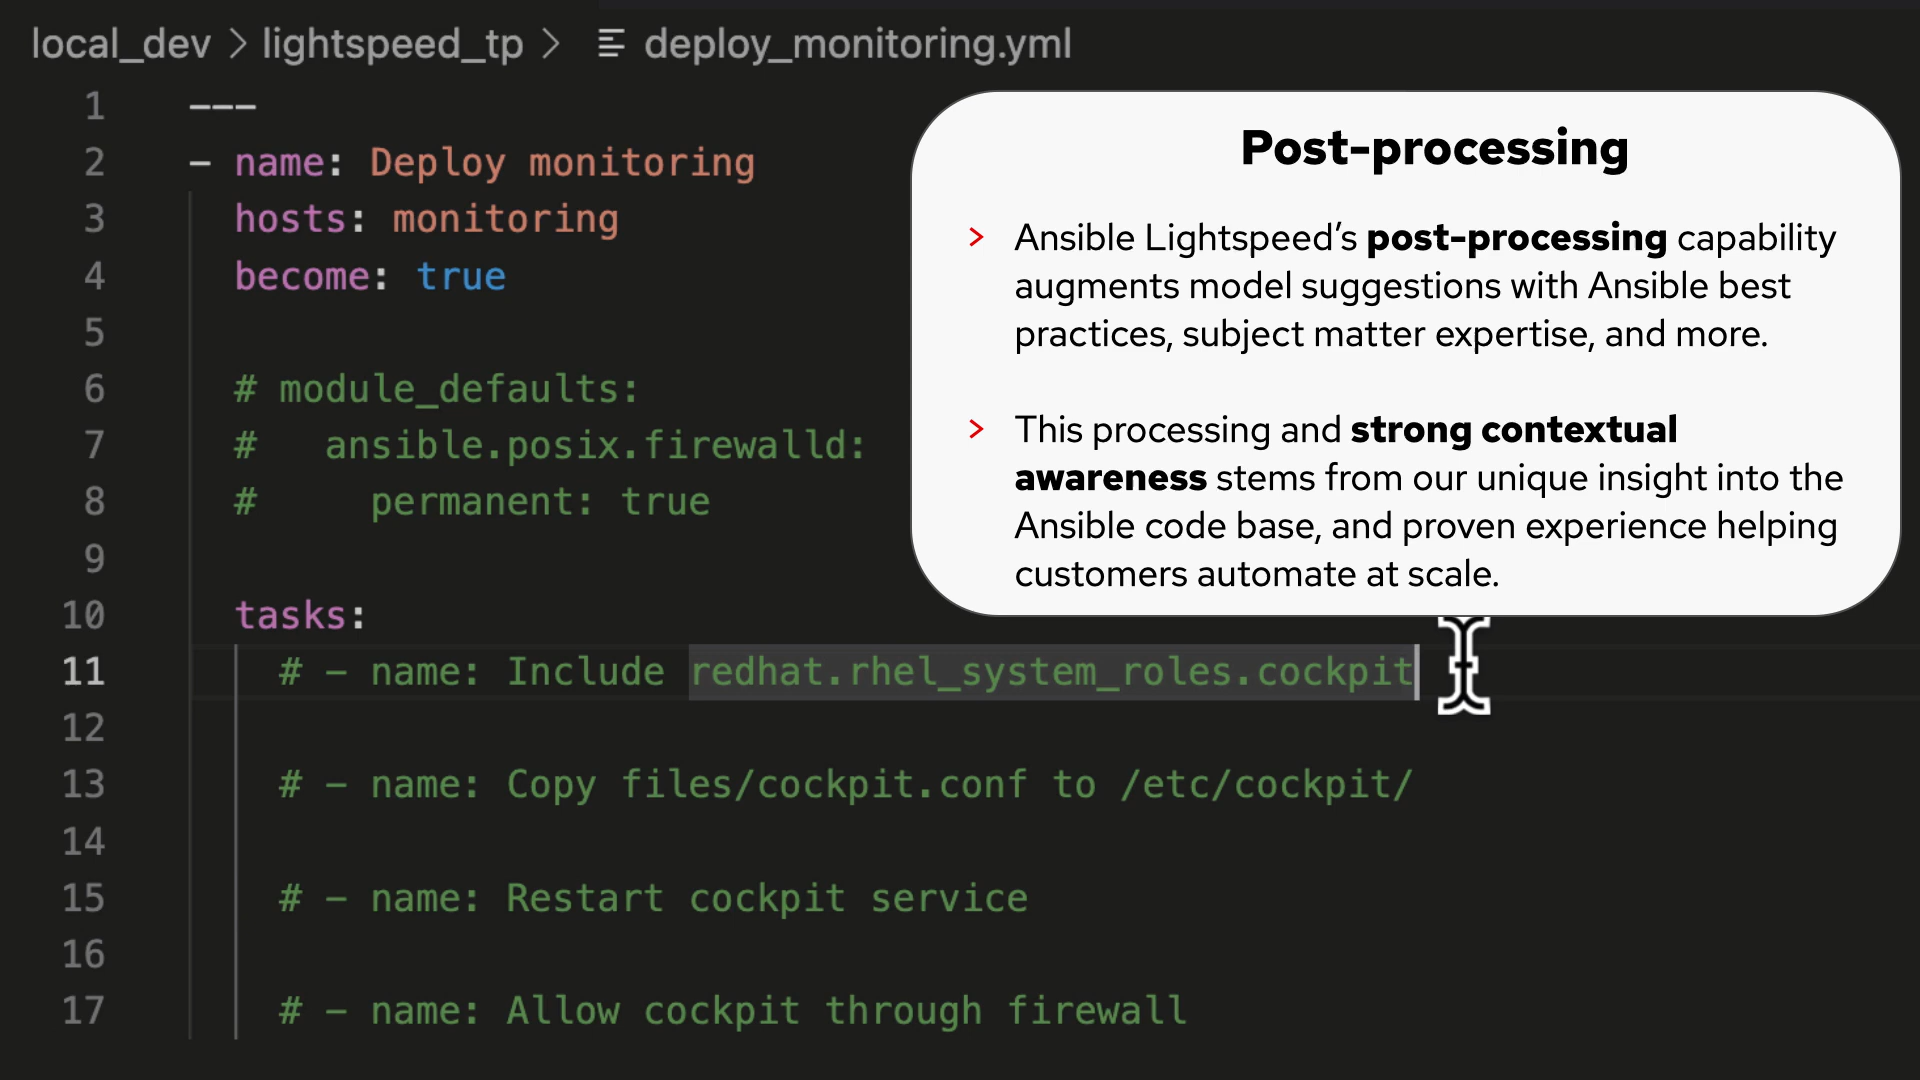 local_dev > lightspeed_tp > deploy_monitoring.yml
1 ---
2 - name: Deploy monitoring
3 hosts: monitoring
4 become: true
5
6 # module_defaults:
7 #   ansible.posix.firewalld:
8 #     permanent: true
9
10 tasks:
11 # - name: Include redhat.rhel_system_roles.cockpit
12
13 # - name: Copy files/cockpit.conf to /etc/cockpit/
14
15 # - name: Restart cockpit service
16
17 # - name: Allow cockpit through firewall
Post-processing
> Ansible Lightspeed’s post-processing capability
augments model suggestions with Ansible best
practices, subject matter expertise, and more.
> This processing and strong contextual
awareness stems from our unique insight into the
Ansible code base, and proven experience helping
customers automate at scale.